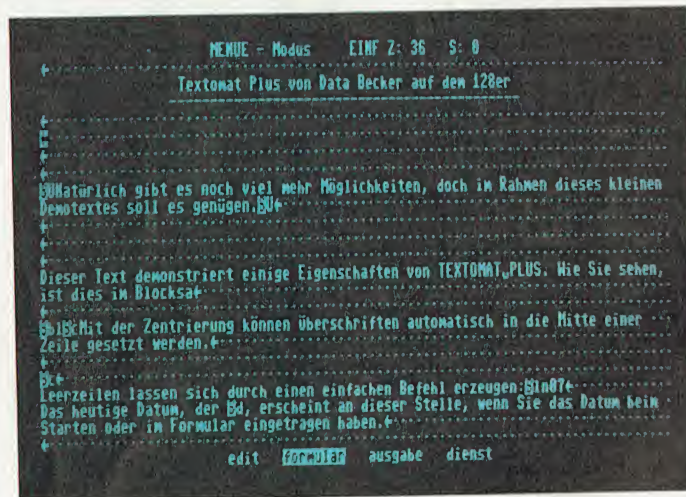 MENUE - Modus EINF Z: 36 S: 0
Textomat Plus von Data Becker auf dem 128er
Natürlich gibt es noch viel mehr Möglichkeiten, doch im Rahmen dieses kleinen
Demotextes soll es genügen.
Dieser Text demonstriert einige Eigenschaften von TEXTOMAT PLUS. Wie Sie sehen,
ist dies im Blocksa
Mit der Zentrierung können Überschriften automatisch in die Mitte einer
Zeile gesetzt werden.
Leerzeilen lassen sich durch einen einfachen Befehl erzeugen:
Das heutige Datum, der d, erscheint an dieser Stelle, wenn Sie das Datum beim
Starten oder im Formular eingetragen haben.
edit formular ausgabe dienst